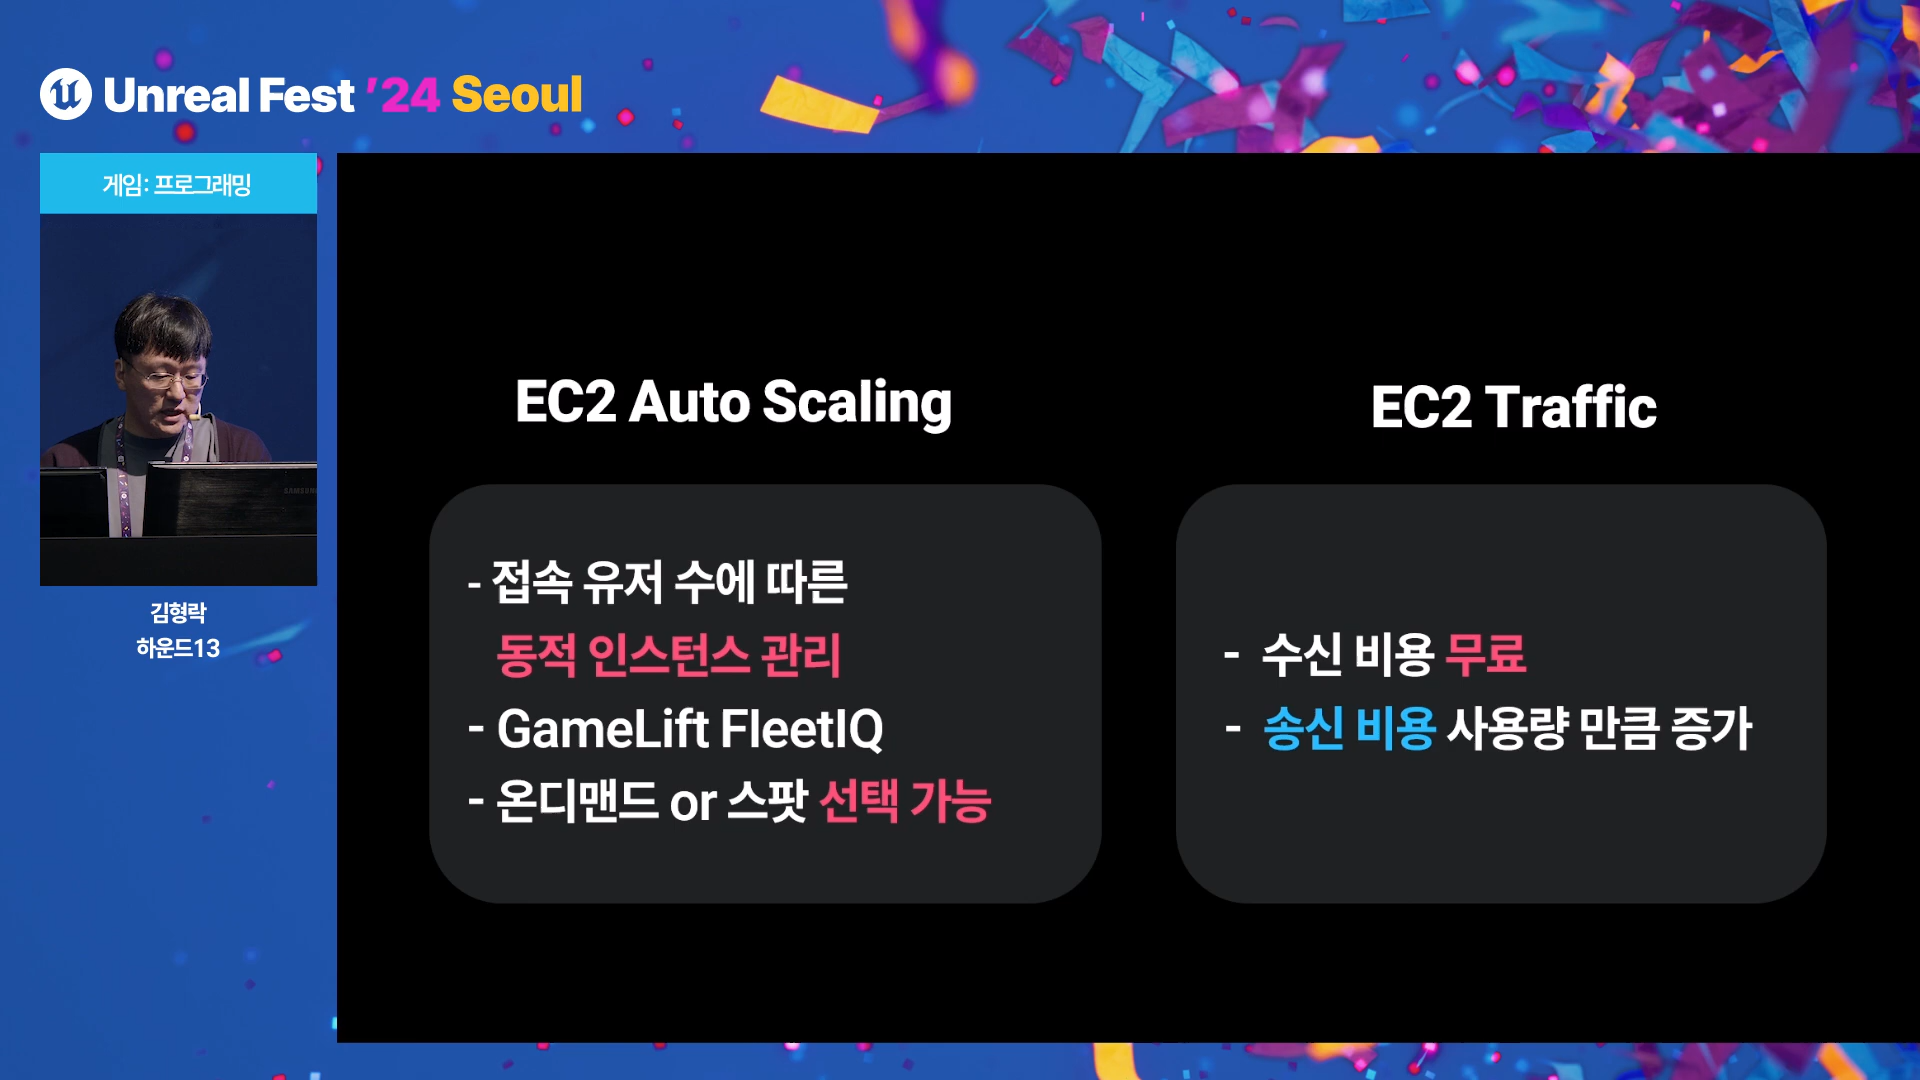 Unreal Fest '24 Seoul
게임: 프로그래밍
SAMSUNG
김형락
하운드13
EC2 Auto Scaling
- 접속 유저 수에 따른
동적 인스턴스 관리
- GameLift FleetIQ
- 온디맨드 or 스팟 선택 가능
EC2 Traffic
- 수신 비용 무료
- 송신 비용 사용량 만큼 증가